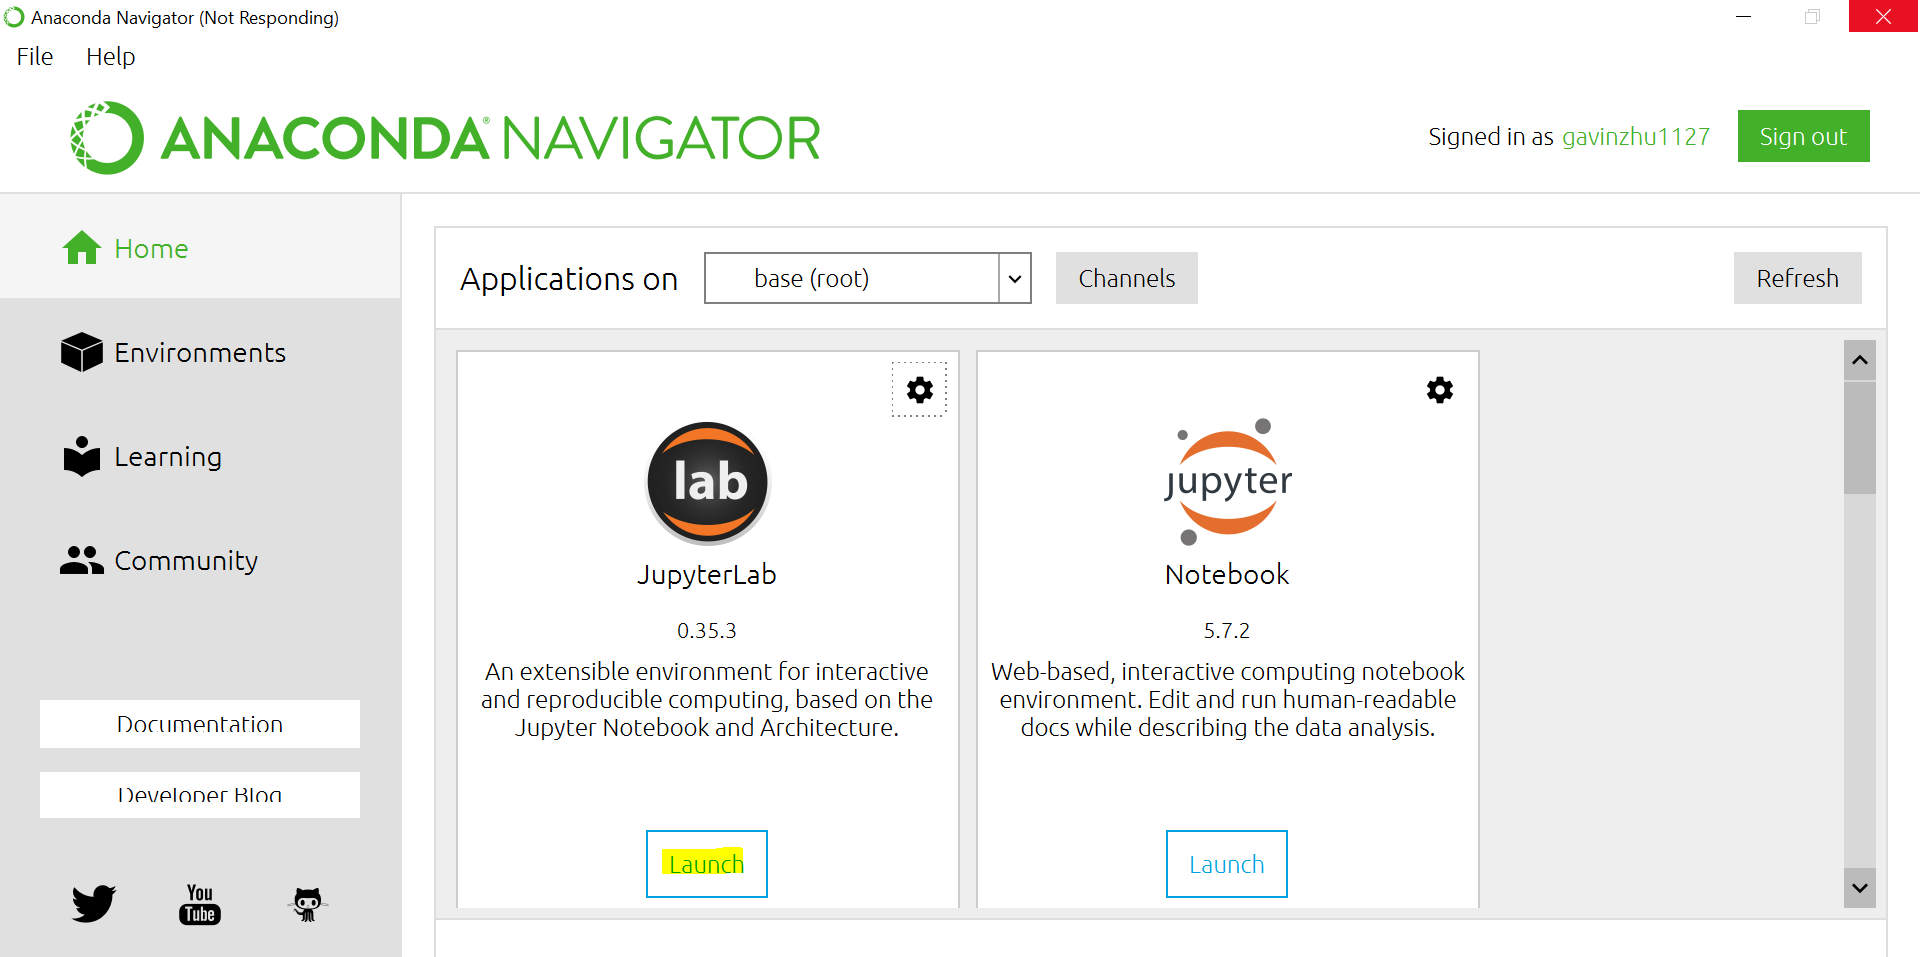 Anaconda Navigator (Not Responding)
File Help
ANACONDA® NAVIGATOR
Signed in as gavinzhu1127 Sign out
Home
Environments
Learning
Community
Documentation
Developer Blog
You
Tube
Applications on base (root) Channels Refresh
lab
JupyterLab
0.35.3
An extensible environment for interactive
and reproducible computing, based on the
Jupyter Notebook and Architecture.
Launch
jupyter
Notebook
5.7.2
Web-based, interactive computing notebook
environment. Edit and run human-readable
docs while describing the data analysis.
Launch